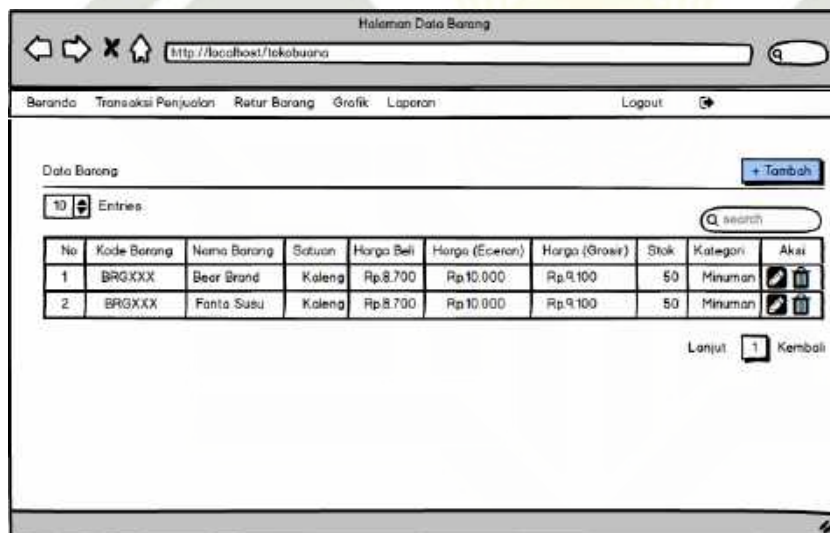 Halaman Data Barang
http://localhost/tokobuana
Beranda Transaksi Penjualan Retur Barang Grafik Laporan Logout
Data Barang + Tambah
10 Entries
search
No Kode Barang Nama Barang Satuan Harga Beli Harga (Eceran) Harga (Grosir) Stok Kategori Aksi
1 BRGXXX Bear Brand Kaleng Rp.8.700 Rp.10.000 Rp.9.100 50 Minuman
2 BRGXXX Fanta Susu Kaleng Rp.8.700 Rp.10.000 Rp.9.100 50 Minuman
Lanjut 1 Kembali